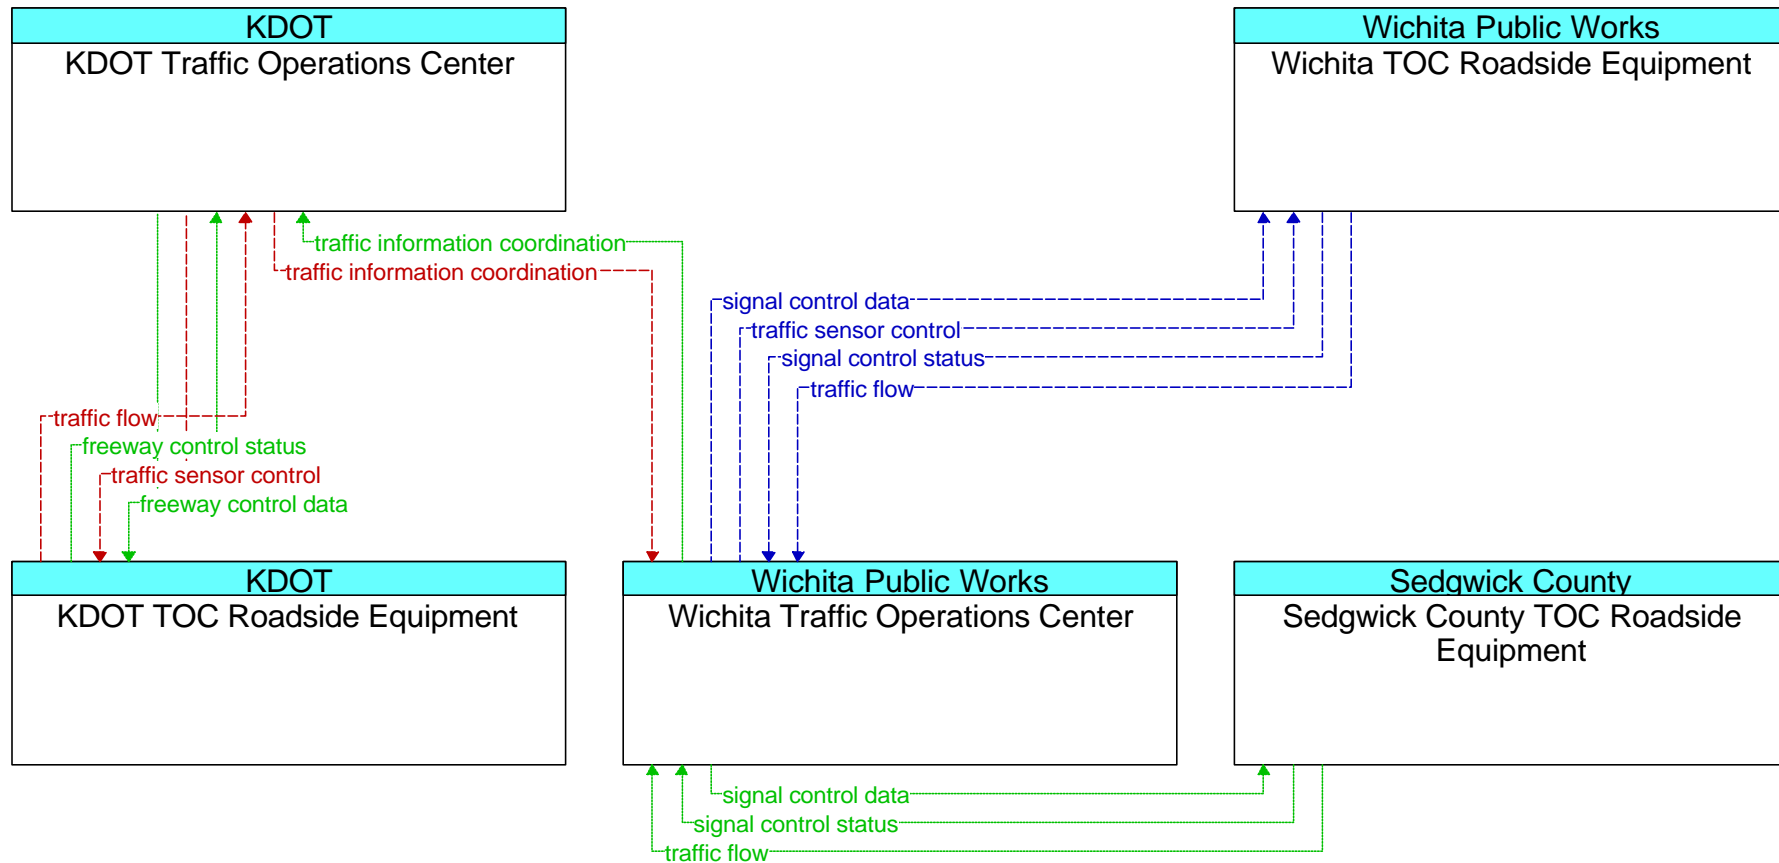 KDOT
KDOT Traffic Operations Center
Wichita Public Works
Wichita TOC Roadside Equipment
traffic information coordination
traffic information coordination
signal control data
traffic sensor control
signal control status
traffic flow
traffic flow
freeway control status
traffic sensor control
freeway control data
KDOT
KDOT TOC Roadside Equipment
Wichita Public Works
Wichita Traffic Operations Center
Sedgwick County
Sedgwick County TOC Roadside
Equipment
signal control data
signal control status
traffic flow